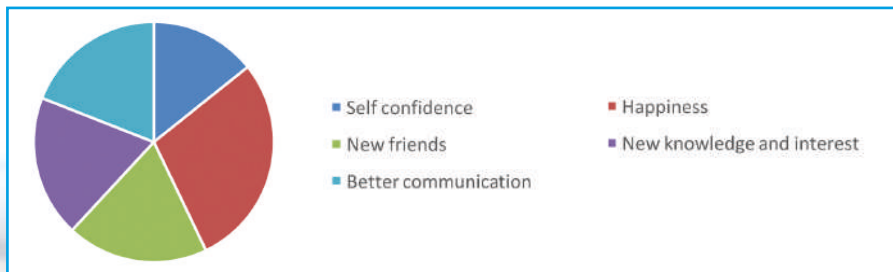 Self confidence
Happiness
New friends
New knowledge and interest
Better communication